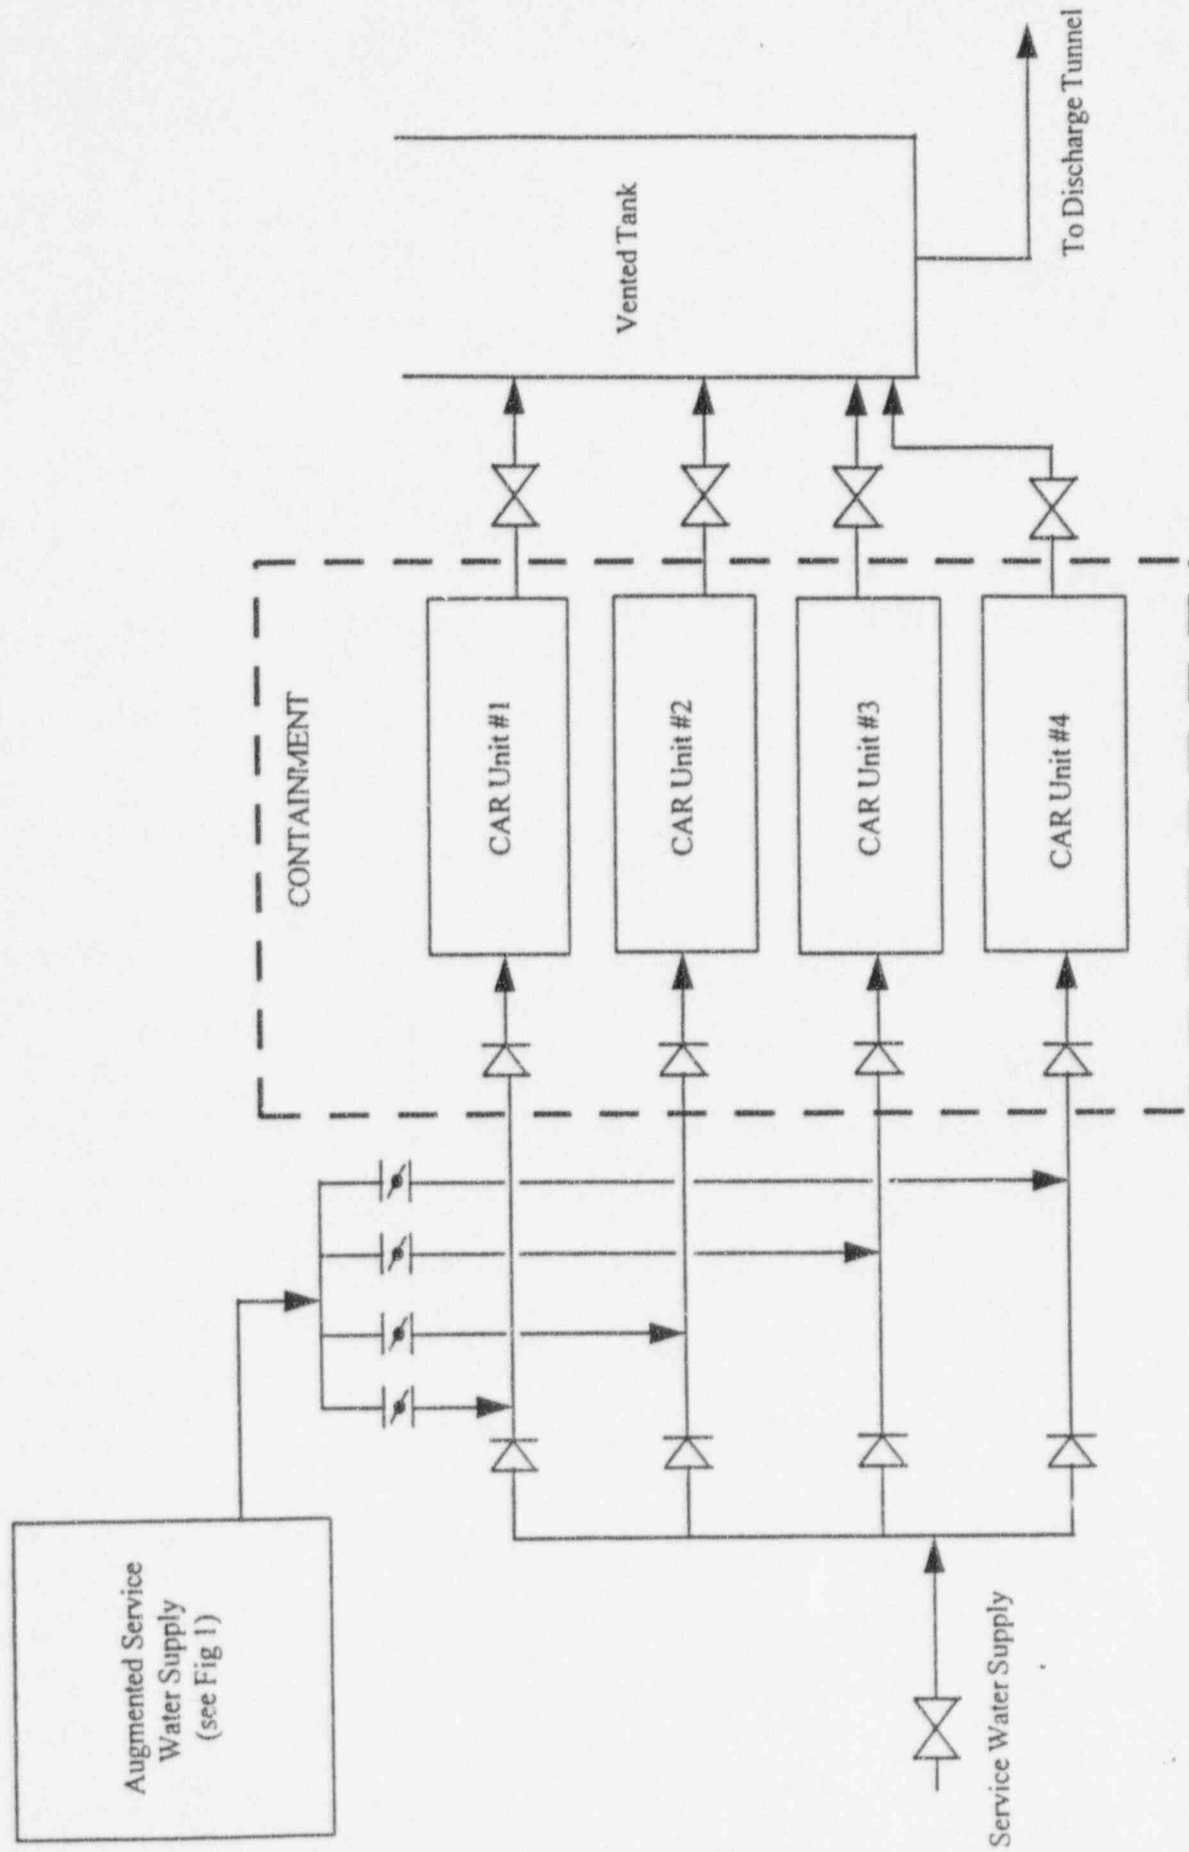 Augmented Service
Water Supply
(see Fig 1)
Service Water Supply
CONTAINMENT
CAR Unit #1
CAR Unit #2
CAR Unit #3
CAR Unit #4
Vented Tank
To Discharge Tunnel